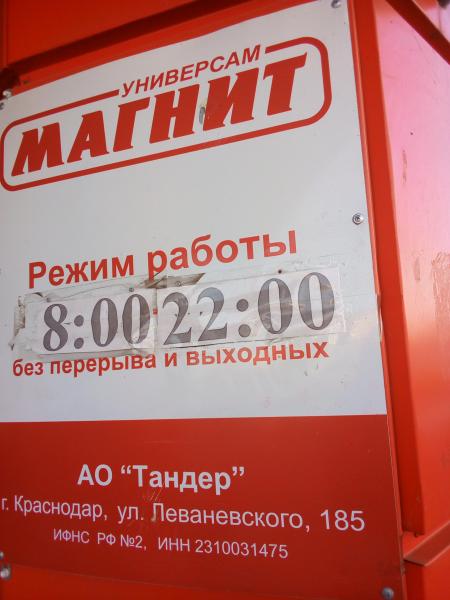 УНИВЕРСАМ
МАГНИТ
Режим работы
8:00 22:00
без перерыва и выходных
АО "Тандер"
г. Краснодар, ул. Леваневского, 185
ИФНС РФ №2, ИНН 2310031475